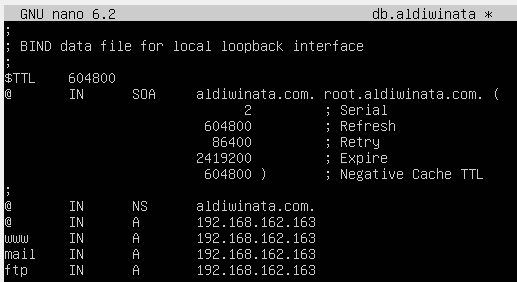 GNU nano 6.2 db.aldiwinata *
;
; BIND data file for local loopback interface
;
$TTL 604800
@ IN SOA aldiwinata.com. root.aldiwinata.com. (
2 ; Serial
604800 ; Refresh
86400 ; Retry
2419200 ; Expire
604800 ) ; Negative Cache TTL
;
@ IN NS aldiwinata.com.
@ IN A 192.168.162.163
www IN A 192.168.162.163
mail IN A 192.168.162.163
ftp IN A 192.168.162.163